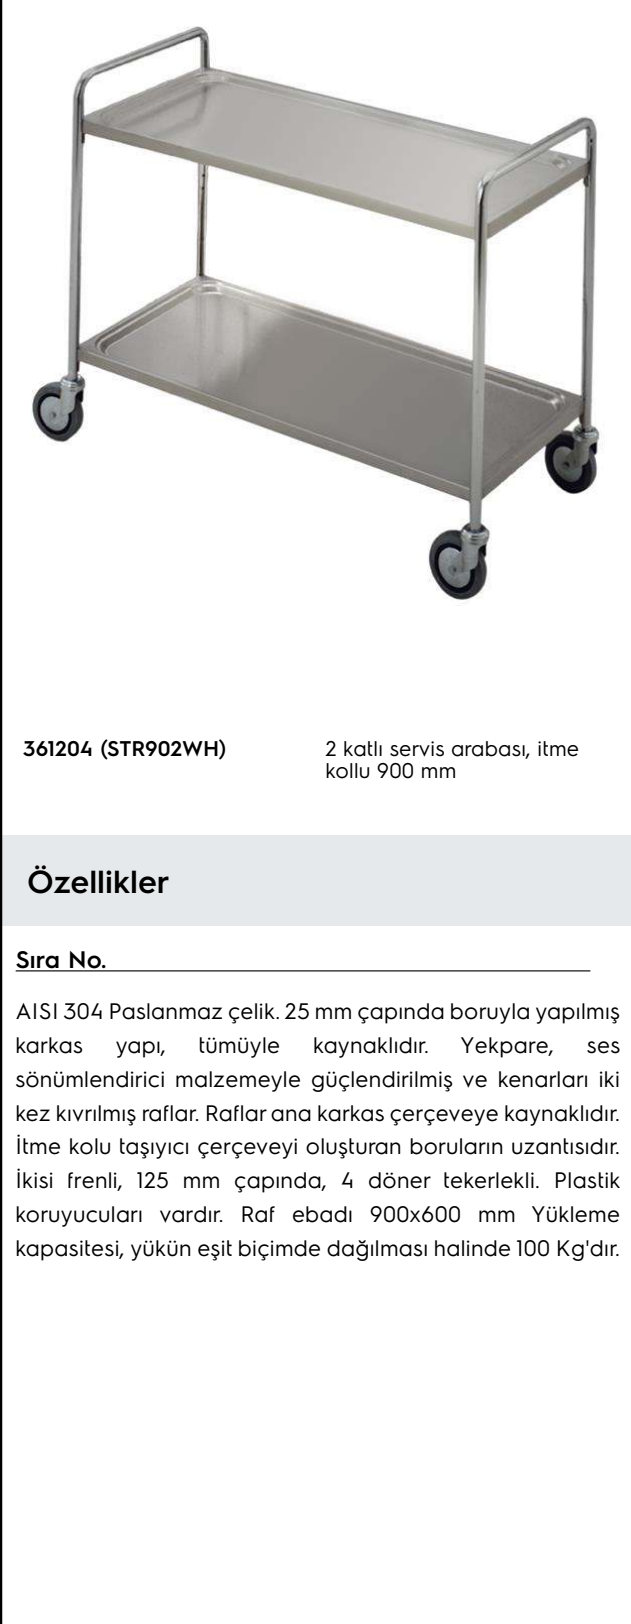 361204 (STR902WH)
2 katlı servis arabası, itme
kollu 900 mm
Özellikler
Sıra No.
AISI 304 Paslanmaz çelik. 25 mm çapında boruyla yapılmış
karkas yapı, tümüyle kaynaklıdır. Yekpare, ses
sönümlendirici malzemeyle güçlendirilmiş ve kenarları iki
kez kıvrılmış raflar. Raflar ana karkas çerçeveye kaynaklıdır.
İtme kolu taşıyıcı çerçeveyi oluşturan boruların uzantısıdır.
İkisi frenli, 125 mm çapında, 4 döner tekerlekli. Plastik
koruyucuları vardır. Raf ebadı 900x600 mm Yükleme
kapasitesi, yükün eşit biçimde dağılması halinde 100 Kg'dır.